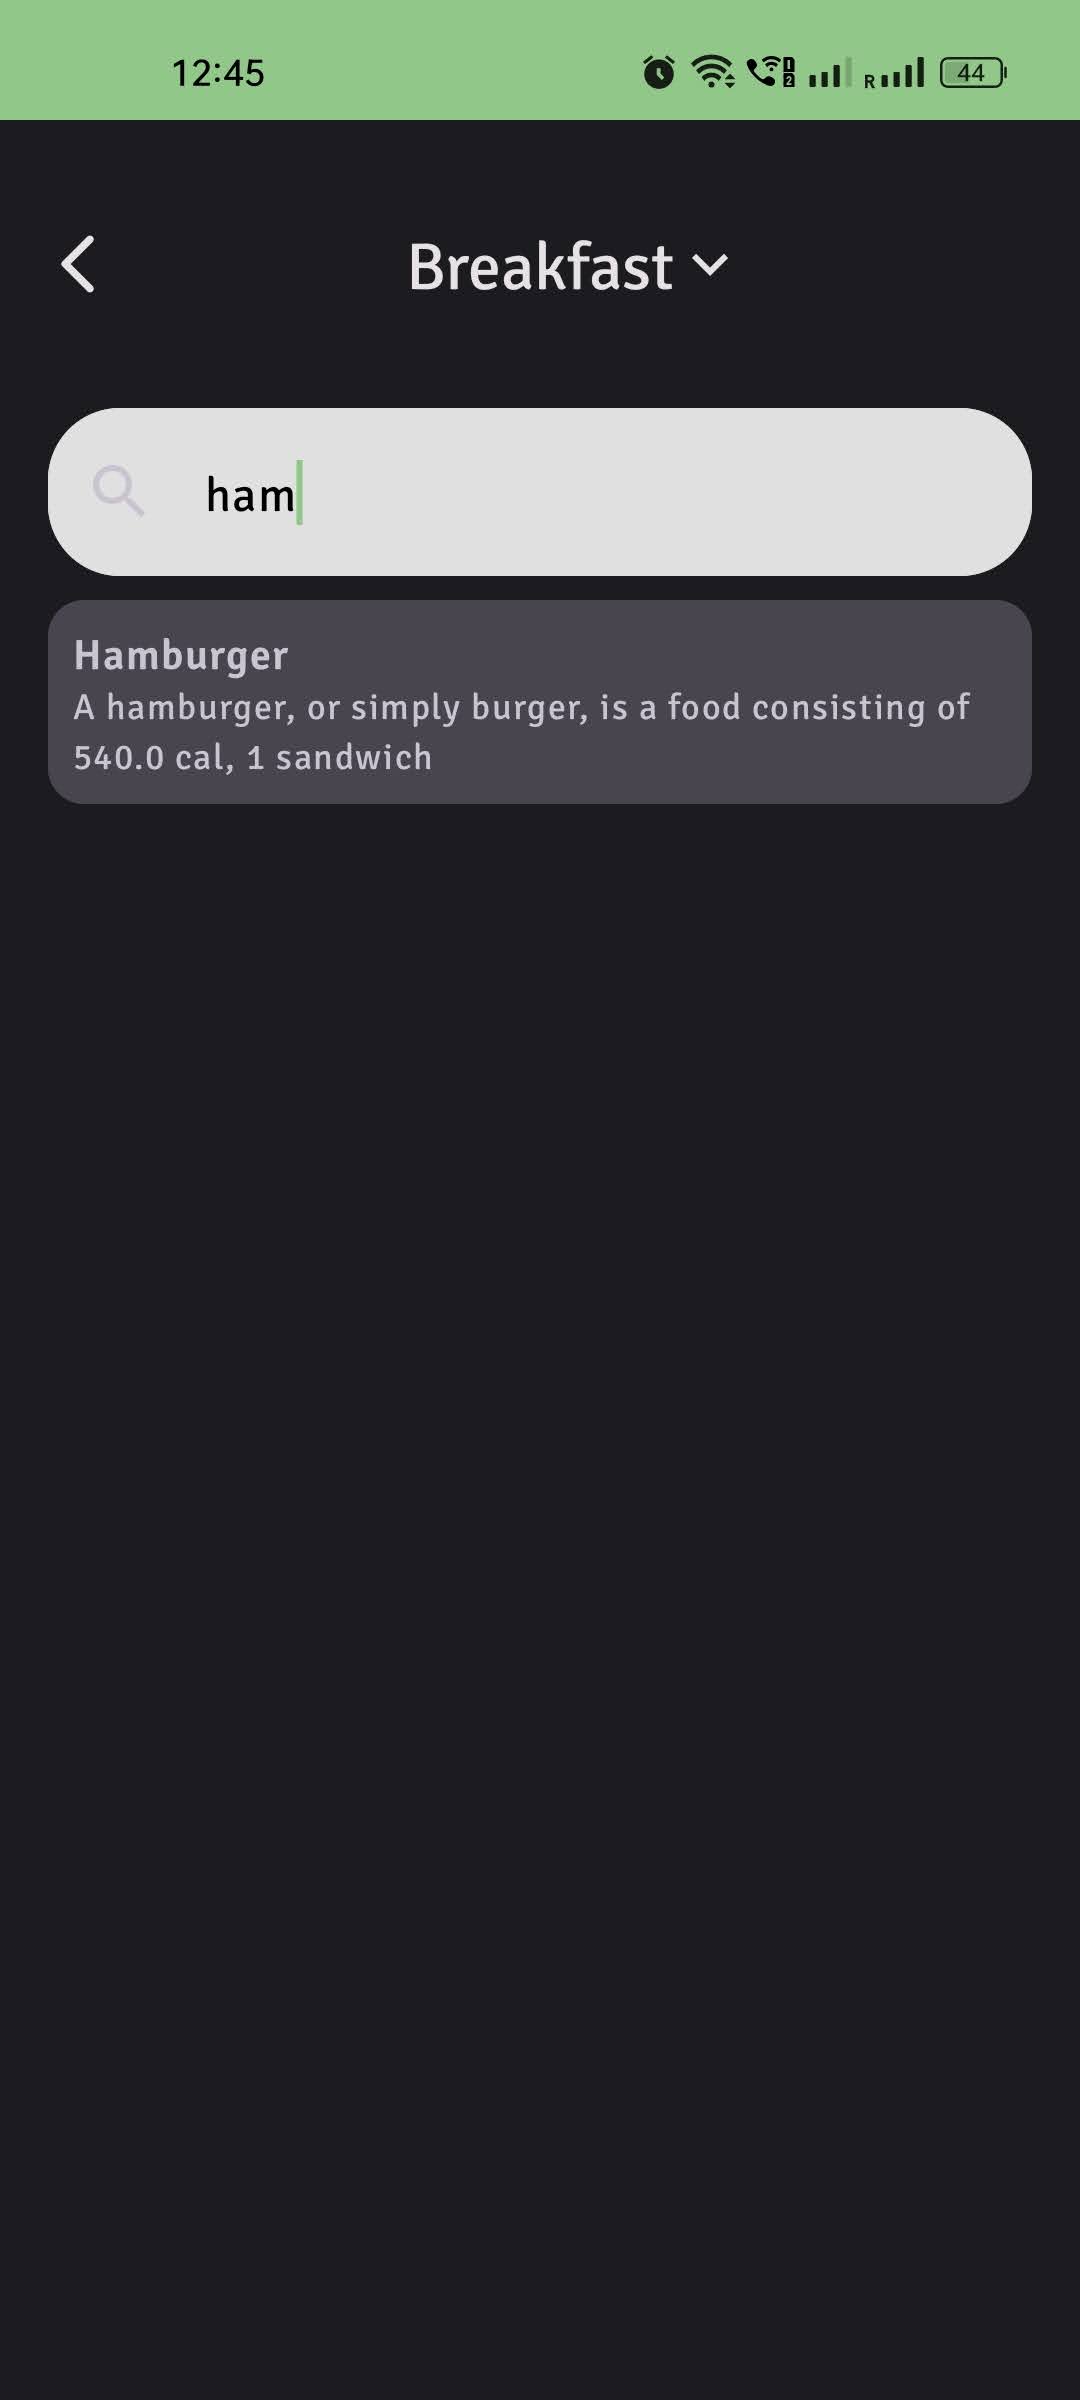 12:45
R
44
Breakfast
ham
Hamburger
A hamburger, or simply burger, is a food consisting of
540.0 cal, 1 sandwich